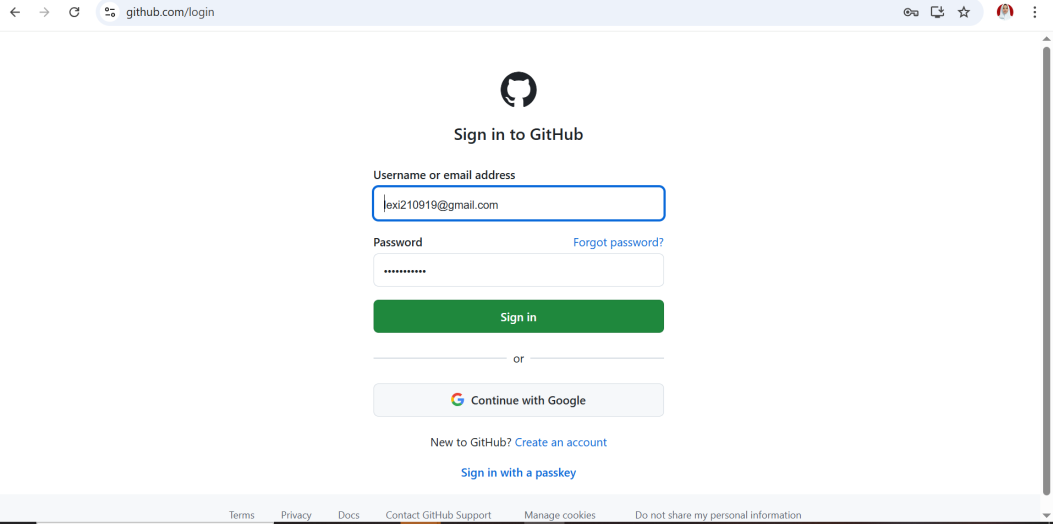 github.com/login
Sign in to GitHub
Username or email address
lexi210919@gmail.com
Password Forgot password?
Sign in
or
Continue with Google
New to GitHub? Create an account
Sign in with a passkey
Terms Privacy Docs Contact GitHub Support Manage cookies Do not share my personal information